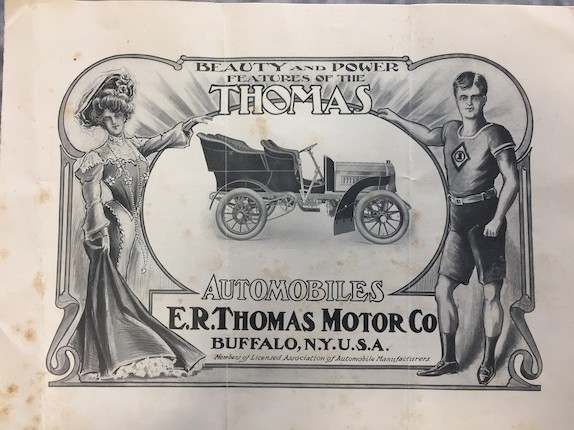 BEAUTY AND POWER
FEATURES OF THE
THOMAS
AUTOMOBILES
E.R. THOMAS MOTOR CO
BUFFALO, N.Y. U.S.A.
Members of Licensed Association of Automobile Manufacturers